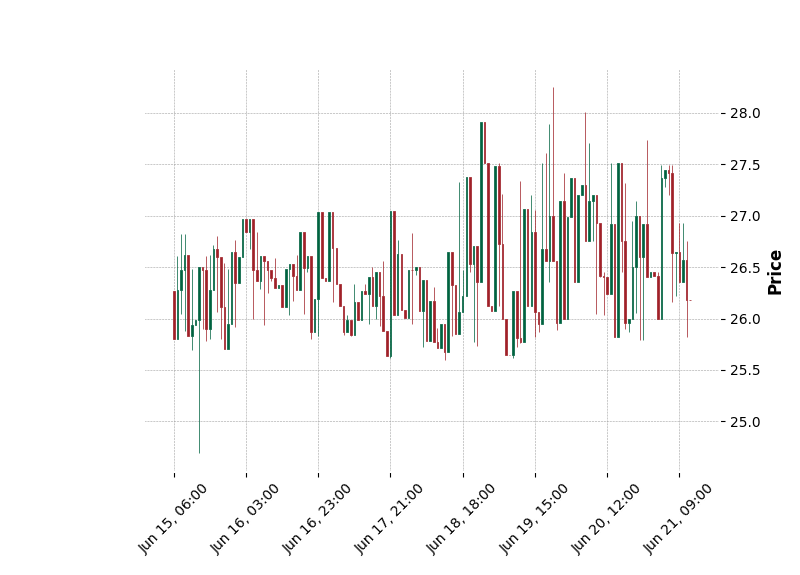 28.0
27.5
27.0
26.5
26.0
25.5
25.0
Price
Jun 15, 06:00
Jun 16, 03:00
Jun 16, 23:00
Jun 17, 21:00
Jun 18, 18:00
Jun 19, 15:00
Jun 20, 12:00
Jun 21, 09:00